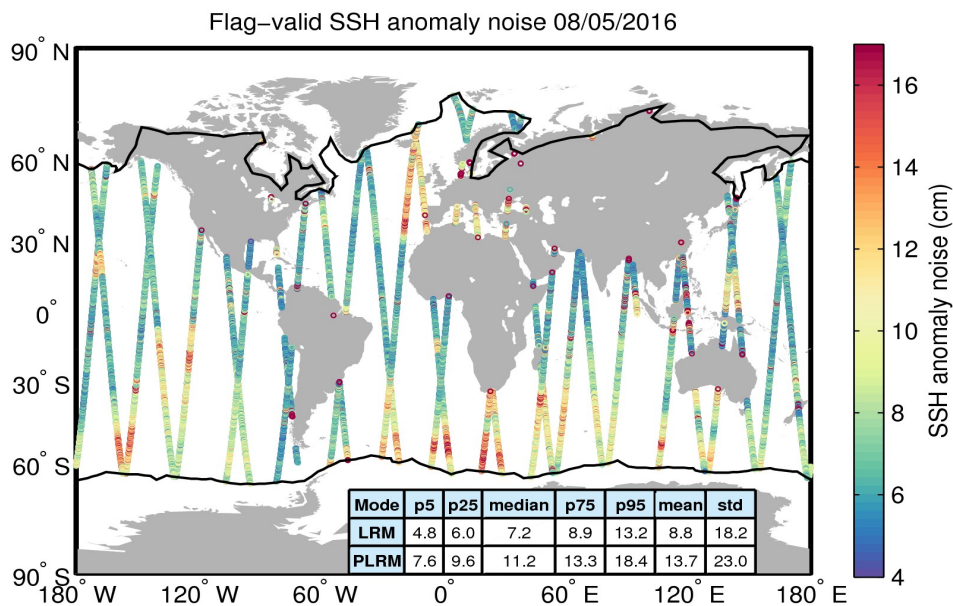 Flag−valid SSH anomaly noise 08/05/2016
90° N
60° N
30° N
0°
30° S
60° S
90° S
180° W
120° W
60° W
0°
60° E
120° E
180° E
16
14
12
10
8
6
4
SSH anomaly noise (cm)
Mode p5 p25 median p75 p95 mean std
LRM 4.8 6.0 7.2 8.9 13.2 8.8 18.2
PLRM 7.6 9.6 11.2 13.3 18.4 13.7 23.0